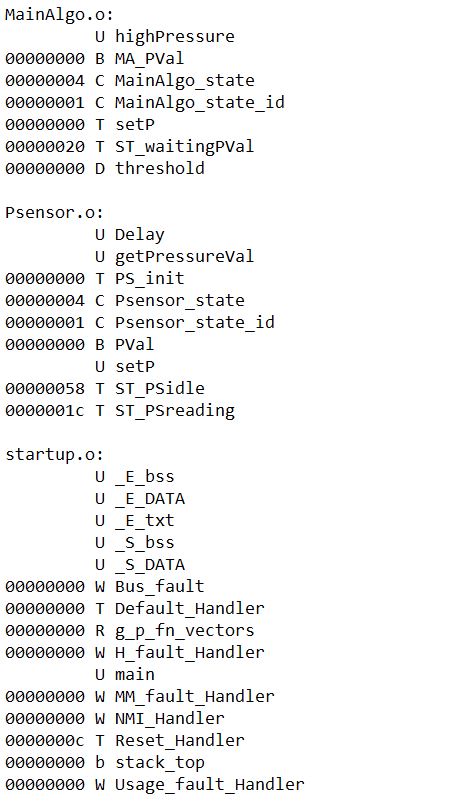 MainAlgo.o:
         U highPressure
00000000 B MA_PVal
00000004 C MainAlgo_state
00000001 C MainAlgo_state_id
00000000 T setP
00000020 T ST_waitingPVal
00000000 D threshold

Psensor.o:
         U Delay
         U getPressureVal
00000000 T PS_init
00000004 C Psensor_state
00000001 C Psensor_state_id
00000000 B PVal
         U setP
00000058 T ST_PSidle
0000001c T ST_PSreading

startup.o:
         U _E_bss
         U _E_DATA
         U _E_txt
         U _S_bss
         U _S_DATA
00000000 W Bus_fault
00000000 T Default_Handler
00000000 R g_p_fn_vectors
00000000 W H_fault_Handler
         U main
00000000 W MM_fault_Handler
00000000 W NMI_Handler
0000000c T Reset_Handler
00000000 b stack_top
00000000 W Usage_fault_Handler